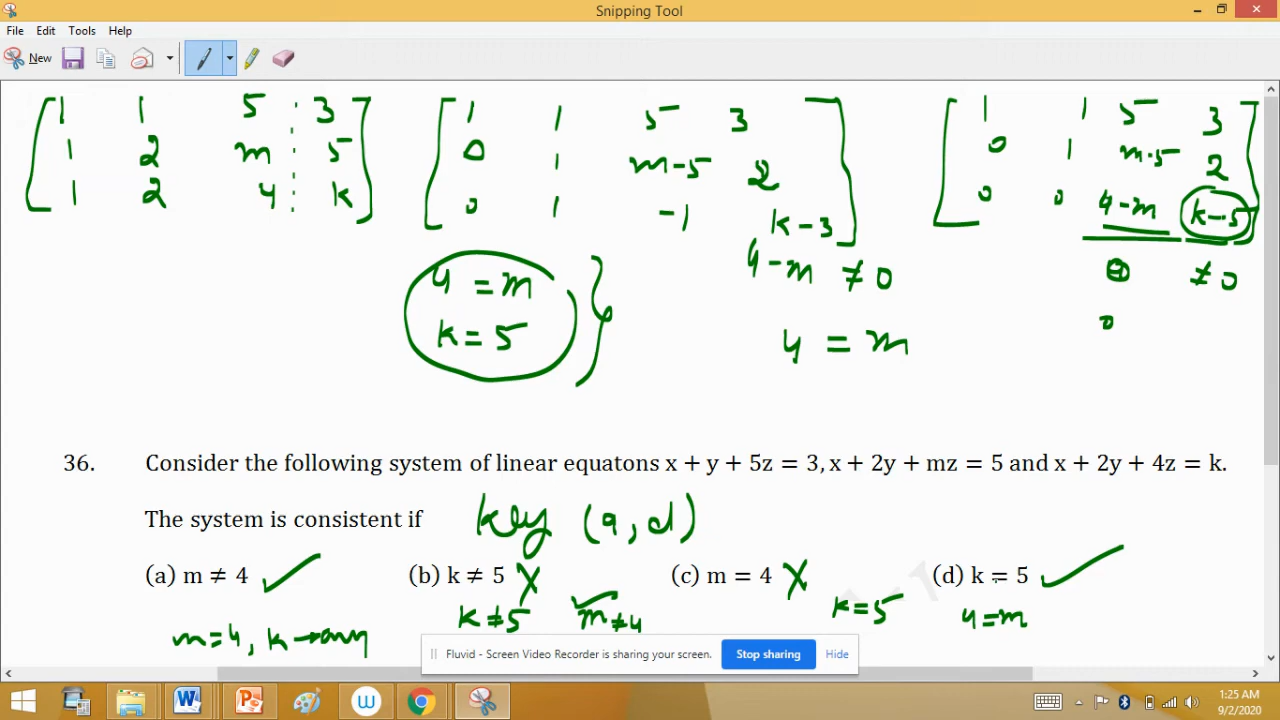 Snipping Tool
File Edit Tools Help
New
1 1 5 3
1 2 m 5
1 2 4 k
1 1 5 3
0 1 m-5 2
0 1 -1 k-3
1 1 5 3
0 1 m-5 2
0 0 4-m k-5
4 = m
k = 5
4-m ≠ 0
4 = m
0 ≠ 0
0
36. Consider the following system of linear equatons x + y + 5z = 3, x + 2y + mz = 5 and x + 2y + 4z = k.
The system is consistent if key (a, d)
(a) m ≠ 4 (b) k ≠ 5 (c) m = 4 (d) k = 5
m=4, k → any k ≠ 5 m ≠ 4 k = 5 4 = m
Fluvid - Screen Video Recorder is sharing your screen. Stop sharing Hide
W P W
1:25 AM
9/2/2020